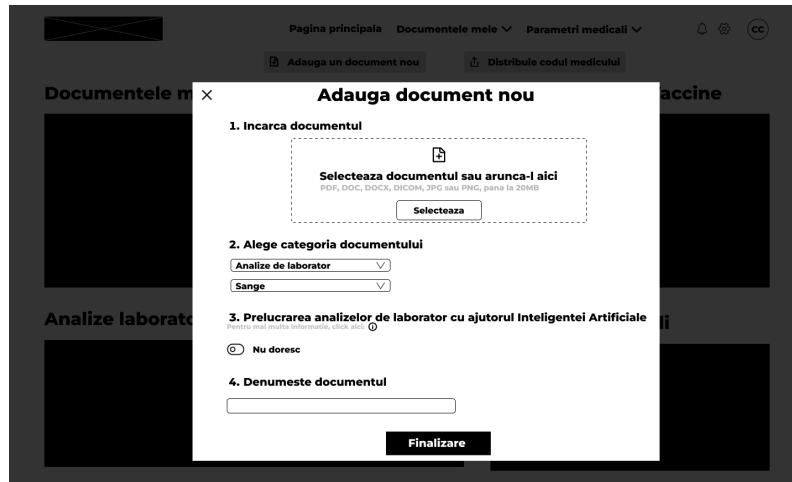 Pagina principala Documentele mele Parametri medicali CC
Adauga un document nou Distribuie codul medicului
Documentele m
accine
Adauga document nou
1. Incarca documentul
Selecteaza documentul sau arunca-l aici
PDF, DOC, DOCX, DICOM, JPG sau PNG, pana la 20MB
Selecteaza
2. Alege categoria documentului
Analize de laborator
Sange
Analize laborato
li
3. Prelucrarea analizelor de laborator cu ajutorul Inteligentei Artificiale
Pentru mai multa informatie, click aici:
Nu doresc
4. Denumeste documentul
Finalizare